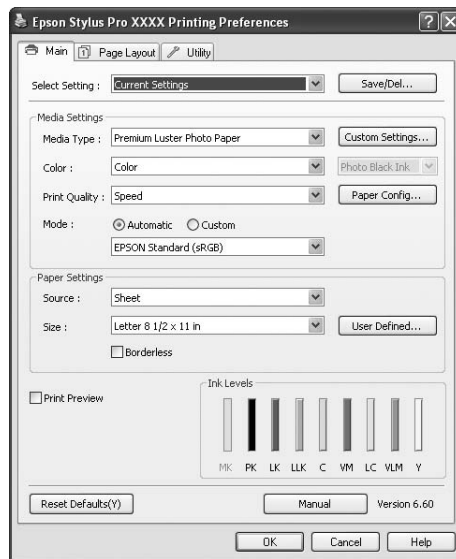 Epson Stylus Pro XXXX Printing Preferences
Main Page Layout Utility
Select Setting : Current Settings Save/Del...
Media Settings
Media Type : Premium Luster Photo Paper Custom Settings...
Color : Color Photo Black Ink
Print Quality : Speed Paper Config...
Mode : Automatic Custom
EPSON Standard (sRGB)
Paper Settings
Source : Sheet
Size : Letter 8 1/2 x 11 in User Defined...
Borderless
Print Preview
Ink Levels
MK PK LK LLK C VM LC VLM Y
Reset Defaults(Y) Manual Version 6.60
OK Cancel Help